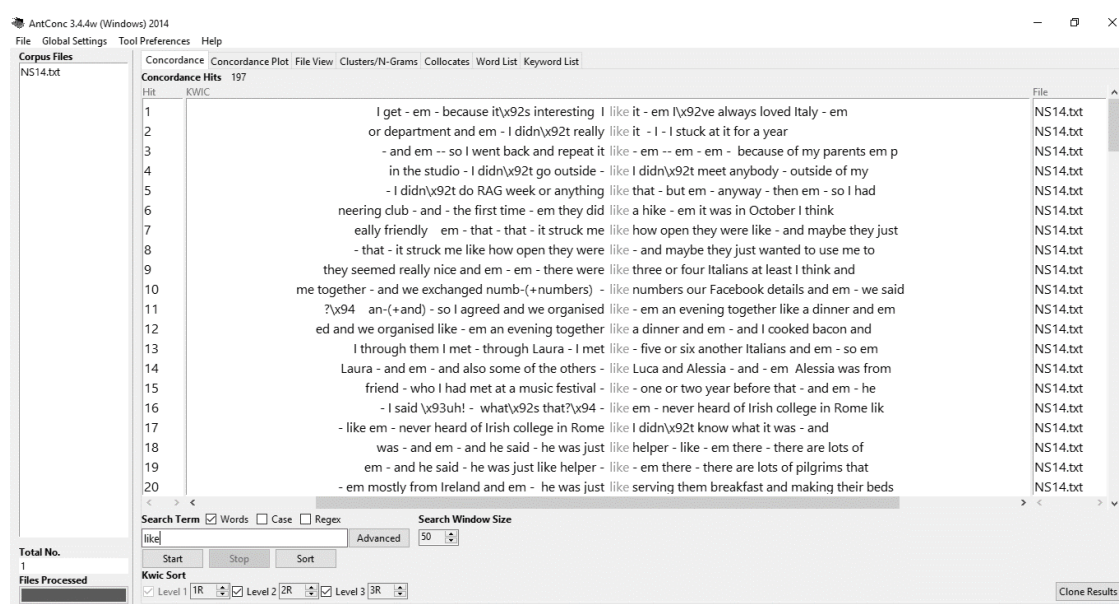 AntConc 3.4.4w (Windows) 2014
File Global Settings Tool Preferences Help
Corpus Files
NS14.txt
Concordance Concordance Plot File View Clusters/N-Grams Collocates Word List Keyword List
Concordance Hits 197
Hit KWIC File
1 I get - em - because it\x92s interesting I like it - em I\x92ve always loved Italy - em NS14.txt
2 or department and em - I didn\x92t really like it - I - I stuck at it for a year NS14.txt
3 - and em -- so I went back and repeat it like - em -- em - em - because of my parents em p NS14.txt
4 in the studio - I didn\x92t go outside - like I didn\x92t meet anybody - outside of my NS14.txt
5 - I didn\x92t do RAG week or anything like that - but em - anyway - then em - so I had NS14.txt
6 neering club - and - the first time - em they did like a hike - em it was in October I think NS14.txt
7 eally friendly em - that - that - it struck me like how open they were like - and maybe they just NS14.txt
8 - that - it struck me like how open they were like - and maybe they just wanted to use me to NS14.txt
9 they seemed really nice and em - em - there were like three or four Italians at least I think and NS14.txt
10 me together - and we exchanged numb-(+numbers) - like numbers our Facebook details and em - we said NS14.txt
11 ?\x94 an-(+and) - so I agreed and we organised like - em an evening together like a dinner and em NS14.txt
12 ed and we organised like - em an evening together like a dinner and em - and I cooked bacon and NS14.txt
13 I through them I met - through Laura - I met like - five or six another Italians and em - so em NS14.txt
14 Laura - and em - and also some of the others - like Luca and Alessia - and - em Alessia was from NS14.txt
15 friend - who I had met at a music festival - like - one or two year before that - and em - he NS14.txt
16 - I said \x93uh! - what\x92s that?\x94 - like em - never heard of Irish college in Rome lik NS14.txt
17 - like em - never heard of Irish college in Rome like I didn\x92t know what it was - and NS14.txt
18 was - and em - and he said - he was just like helper - like - em there - there are lots of NS14.txt
19 em - and he said - he was just like helper - like - em there - there are lots of pilgrims that NS14.txt
20 - em mostly from Ireland and em - he was just like serving them breakfast and making their beds NS14.txt
Search Term Words Case Regex Search Window Size
like Advanced 50
Start Stop Sort
Total No.
1
Files Processed
Kwic Sort
Level 1 1R Level 2 2R Level 3 3R Clone Results